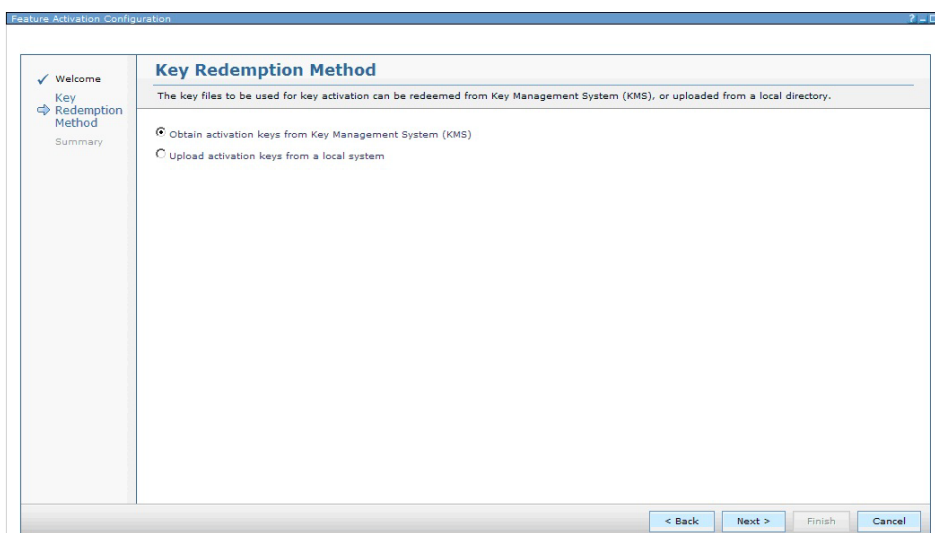 Feature Activation Configuration
?
Welcome
Key
Redemption
Method
Summary
Key Redemption Method
The key files to be used for key activation can be redeemed from Key Management System (KMS), or uploaded from a local directory.
Obtain activation keys from Key Management System (KMS)
Upload activation keys from a local system
< Back
Next >
Finish
Cancel